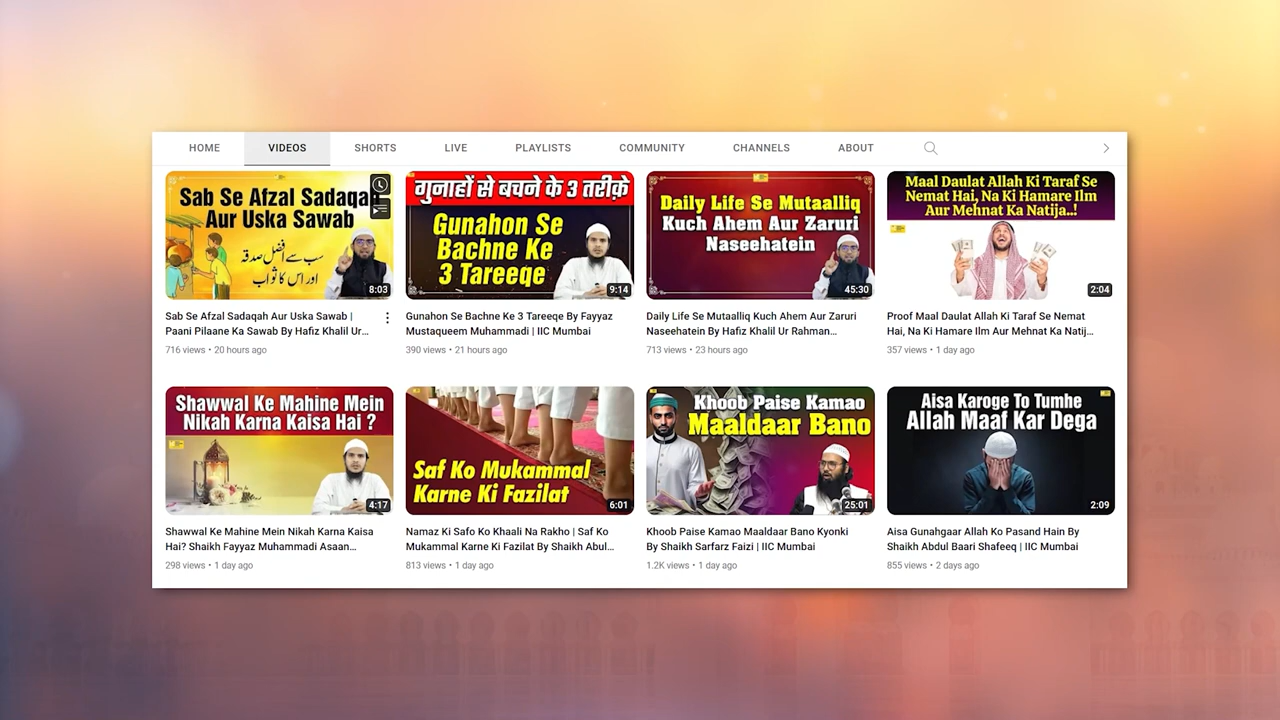 HOME VIDEOS SHORTS LIVE PLAYLISTS COMMUNITY CHANNELS ABOUT
Sab Se Afzal Sadaqah
Aur Uska Sawab
سب سے افضل صدقہ
اور اس کا ثواب
8:03
गुनाहों से बचने के 3 तरीक़े
Gunahon Se
Bachne Ke
3 Tareeqe
9:14
Daily Life Se Mutaalliq
Kuch Ahem Aur Zaruri
Naseehatein
45:30
Maal Daulat Allah Ki Taraf Se
Nemat Hai, Na Ki Hamare Ilm
Aur Mehnat Ka Natija..!
2:04
Sab Se Afzal Sadaqah Aur Uska Sawab |
Paani Pilaane Ka Sawab By Hafiz Khalil Ur...
716 views • 20 hours ago
Gunahon Se Bachne Ke 3 Tareeqe By Fayyaz
Mustaqueem Muhammadi | IIC Mumbai
390 views • 21 hours ago
Daily Life Se Mutaalliq Kuch Ahem Aur Zaruri
Naseehatein By Hafiz Khalil Ur Rahman...
713 views • 23 hours ago
Proof Maal Daulat Allah Ki Taraf Se Nemat
Hai, Na Ki Hamare Ilm Aur Mehnat Ka Natij...
357 views • 1 day ago
Shawwal Ke Mahine Mein
Nikah Karna Kaisa Hai ?
4:17
Saf Ko Mukammal
Karne Ki Fazilat
6:01
Khoob Paise Kamao
Maaldaar Bano
25:01
Aisa Karoge To Tumhe
Allah Maaf Kar Dega
2:09
Shawwal Ke Mahine Mein Nikah Karna Kaisa
Hai? Shaikh Fayyaz Muhammadi Asaan...
298 views • 1 day ago
Namaz Ki Safo Ko Khaali Na Rakho | Saf Ko
Mukammal Karne Ki Fazilat By Shaikh Abul...
813 views • 1 day ago
Khoob Paise Kamao Maaldaar Bano Kyonki
By Shaikh Sarfarz Faizi | IIC Mumbai
1.2K views • 1 day ago
Aisa Gunahgaar Allah Ko Pasand Hain By
Shaikh Abdul Baari Shafeeq | IIC Mumbai
855 views • 2 days ago